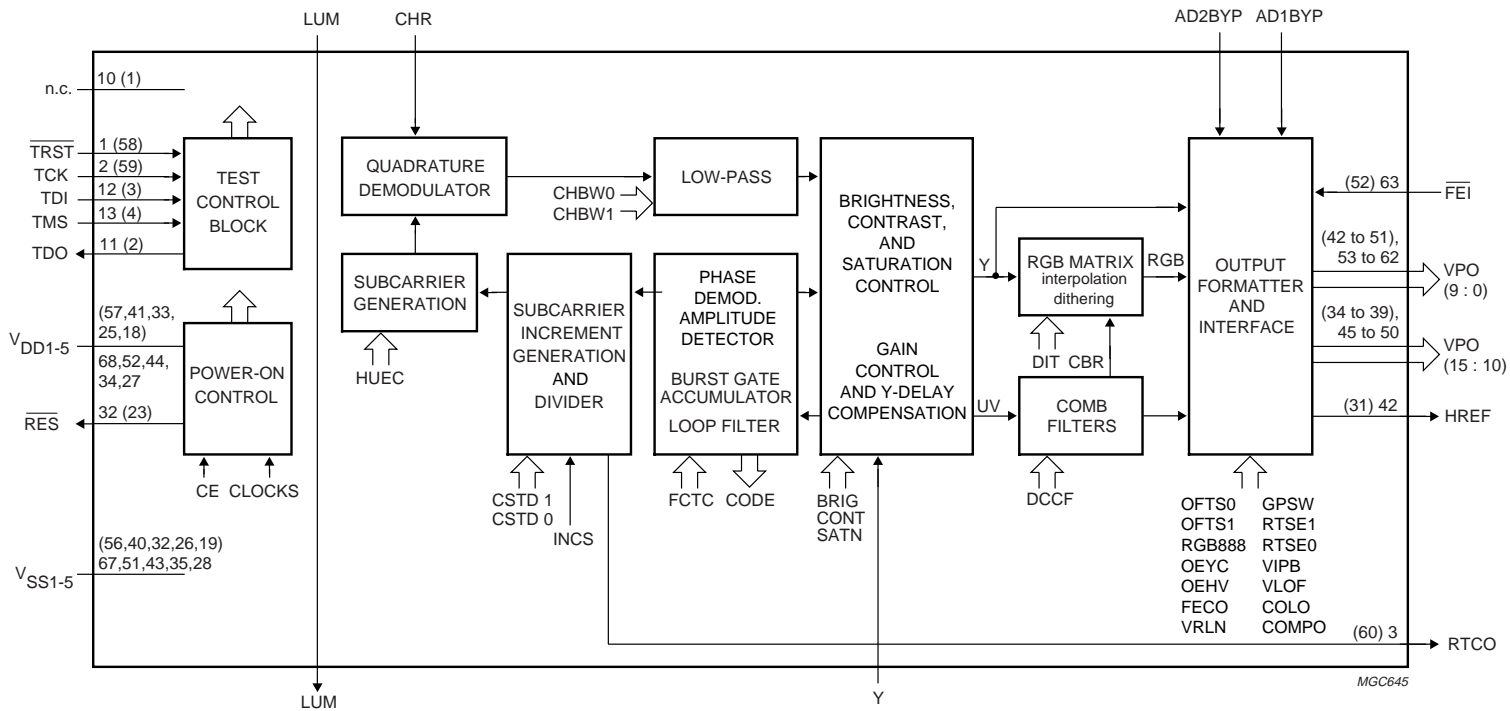 LUM
CHR
AD2BYP
AD1BYP
n.c.
10 (1)
TRST
1 (58)
TCK
2 (59)
TDI
12 (3)
TMS
13 (4)
TDO
11 (2)
TEST
CONTROL
BLOCK
QUADRATURE
DEMODULATOR
CHBW0
CHBW1
LOW-PASS
BRIGHTNESS,
CONTRAST,
AND
SATURATION
CONTROL
GAIN
CONTROL
AND Y-DELAY
COMPENSATION
Y
UV
RGB MATRIX
interpolation
dithering
RGB
DIT
CBR
COMB
FILTERS
DCCF
OUTPUT
FORMATTER
AND
INTERFACE
(52) 63
FEI
(42 to 51),
53 to 62
VPO
(9 : 0)
(34 to 39),
45 to 50
VPO
(15 : 10)
(31) 42
HREF
SUBCARRIER
GENERATION
HUEC
SUBCARRIER
INCREMENT
GENERATION
AND
DIVIDER
PHASE
DEMOD.
AMPLITUDE
DETECTOR
BURST GATE
ACCUMULATOR
LOOP FILTER
VDD1-5
(57,41,33,
25,18)
68,52,44,
34,27
RES
32 (23)
POWER-ON
CONTROL
CE
CLOCKS
CSTD 1
CSTD 0
INCS
FCTC
CODE
BRIG
CONT
SATN
OFTS0
OFTS1
RGB888
OEYC
OEHV
FECO
VRLN
GPSW
RTSE1
RTSE0
VIPB
VLOF
COLO
COMPO
VSS1-5
(56,40,32,26,19)
67,51,43,35,28
(60) 3
RTCO
LUM
Y
MGC645